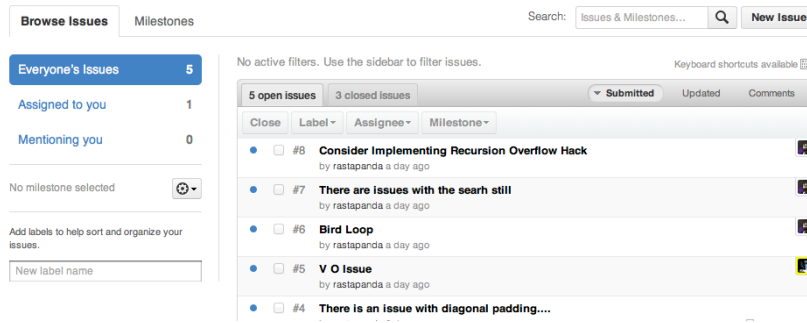 Browse Issues Milestones Search: Issues & Milestones... New Issue
Everyone's Issues 5
Assigned to you 1
Mentioning you 0
No milestone selected
Add labels to help sort and organize your
issues.
New label name
No active filters. Use the sidebar to filter issues. Keyboard shortcuts available
5 open issues 3 closed issues Submitted Updated Comments
Close Label Assignee Milestone
#8 Consider Implementing Recursion Overflow Hack
by rastapanda a day ago
#7 There are issues with the searh still
by rastapanda a day ago
#6 Bird Loop
by rastapanda a day ago
#5 V O Issue
by rastapanda a day ago
#4 There is an issue with diagonal padding....